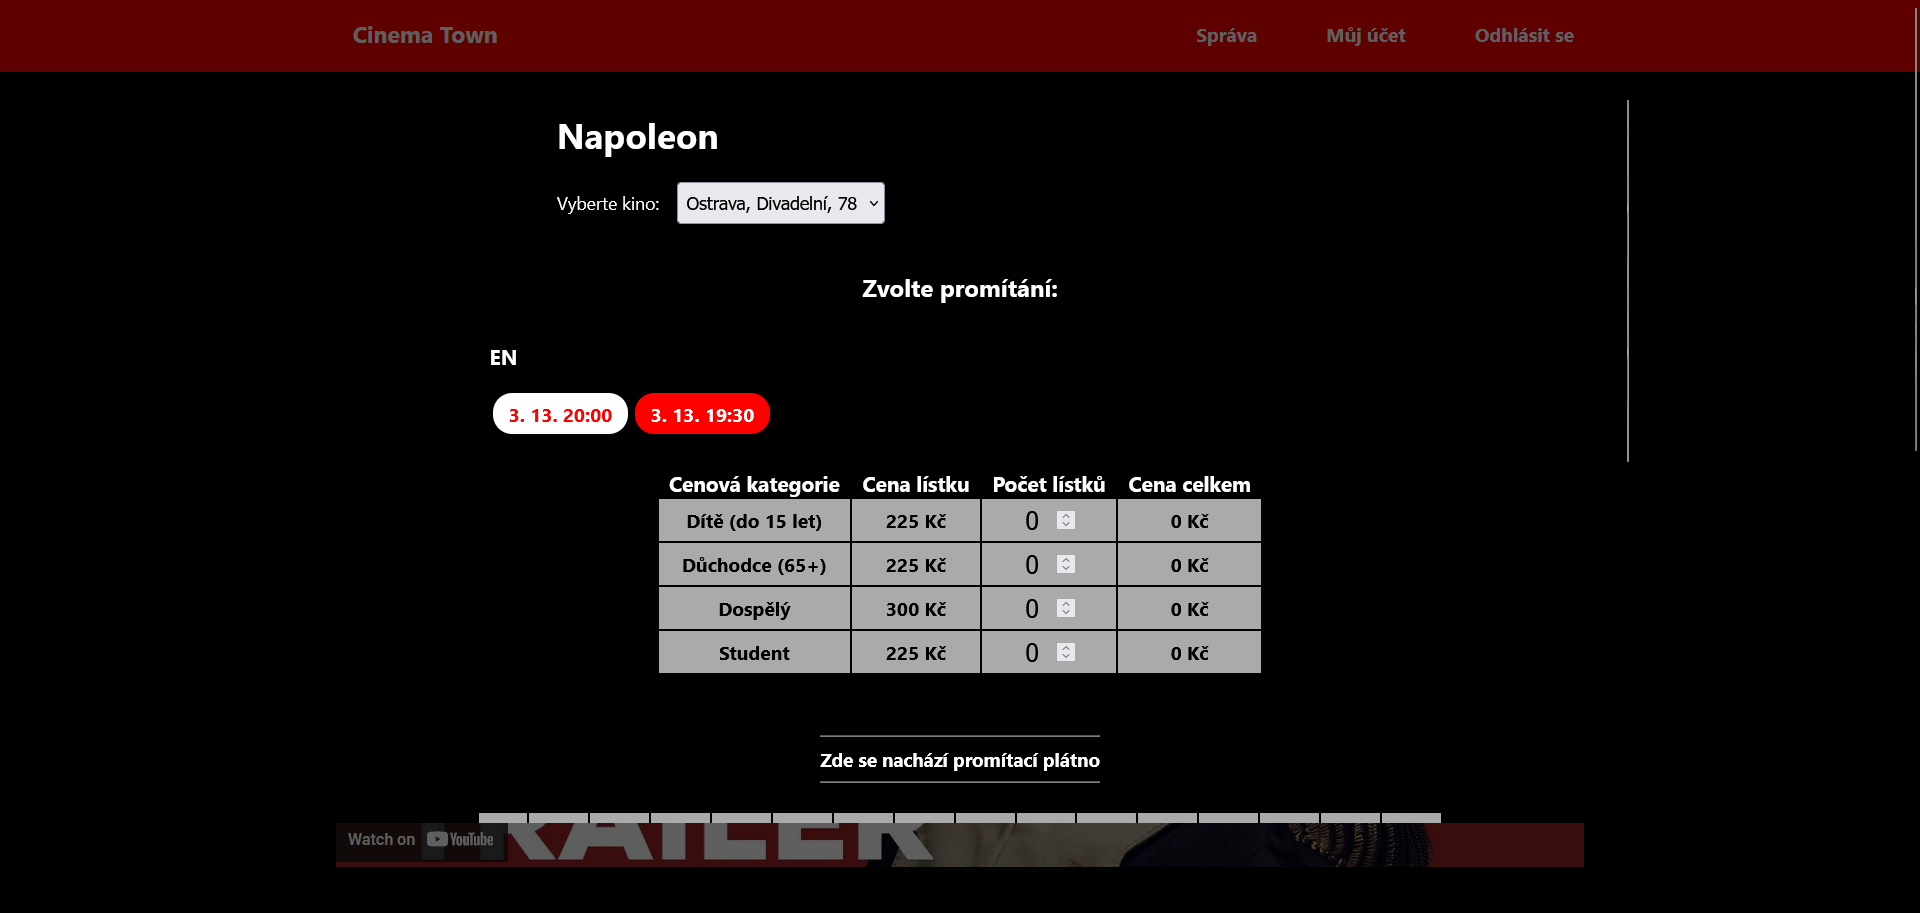 Cinema Town Správa Můj účet Odhlásit se
Napoleon
Vyberte kino: Ostrava, Divadelní, 78
Zvolte promítání:
EN
3. 13. 20:00 3. 13. 19:30
Cenová kategorie Cena lístku Počet lístků Cena celkem
Dítě (do 15 let) 225 Kč 0 0 Kč
Důchodce (65+) 225 Kč 0 0 Kč
Dospělý 300 Kč 0 0 Kč
Student 225 Kč 0 0 Kč
Zde se nachází promítací plátno
Watch on YouTube